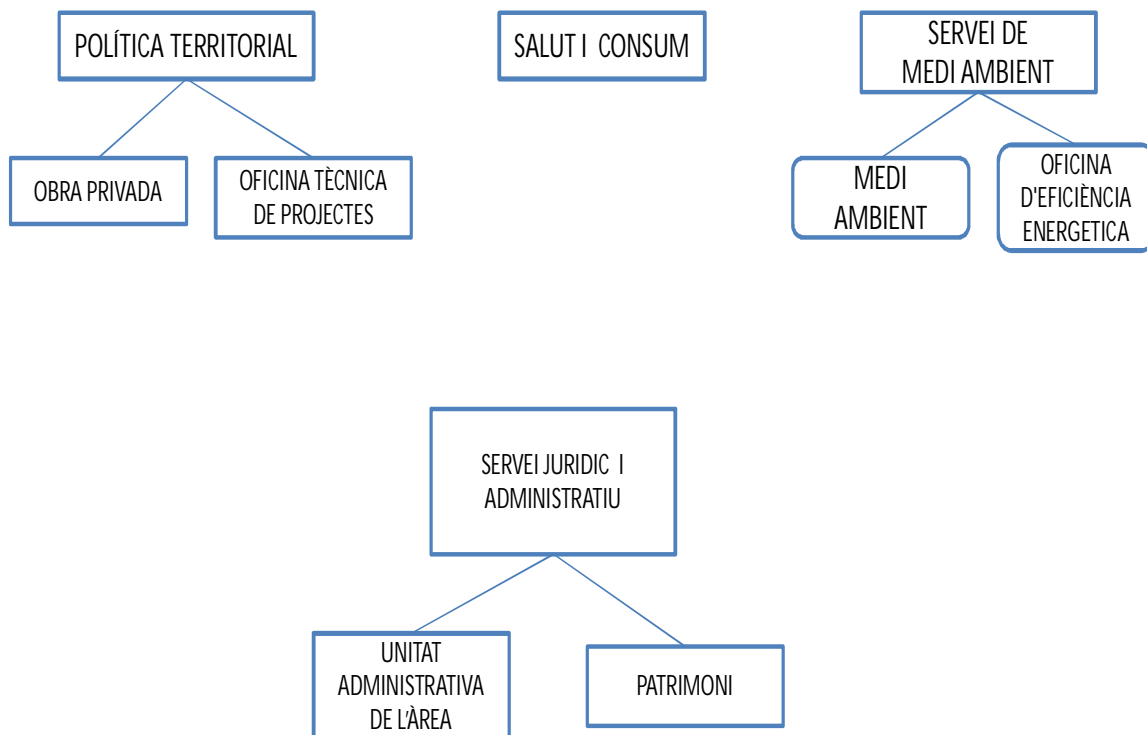 POLÍTICA TERRITORIAL
SALUT I CONSUM
SERVEI DE
MEDI AMBIENT
OBRA PRIVADA
OFICINA TÈCNICA
DE PROJECTES
MEDI
AMBIENT
OFICINA
D'EFICIÈNCIA
ENERGETICA
SERVEI JURIDIC I
ADMINISTRATIU
UNITAT
ADMINISTRATIVA
DE L'ÀREA
PATRIMONI